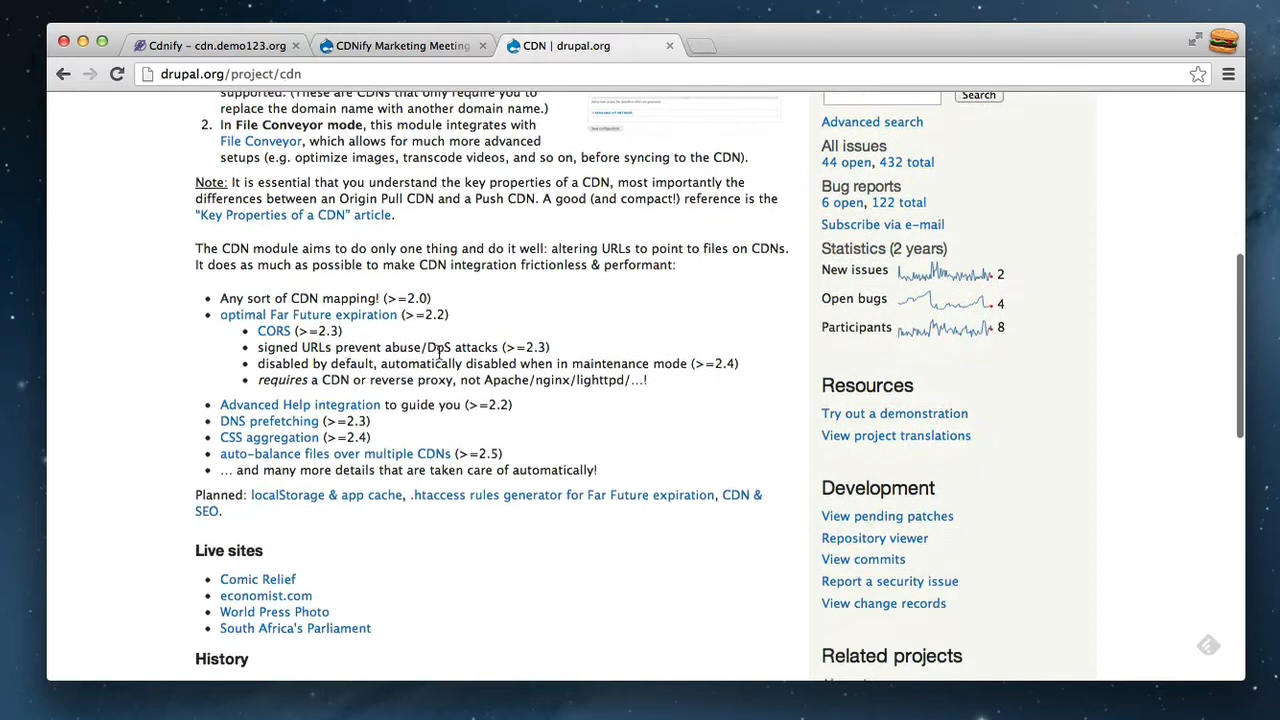 Cdnify – cdn.demo123.org
CDNify Marketing Meeting
CDN | drupal.org
drupal.org/project/cdn
supported. (These are CDNs that only require you to
replace the domain name with another domain name.)
2. In File Conveyor mode, this module integrates with
File Conveyor, which allows for much more advanced
setups (e.g. optimize images, transcode videos, and so on, before syncing to the CDN).
Note: It is essential that you understand the key properties of a CDN, most importantly the
differences between an Origin Pull CDN and a Push CDN. A good (and compact!) reference is the
“Key Properties of a CDN” article.
The CDN module aims to do only one thing and do it well: altering URLs to point to files on CDNs.
It does as much as possible to make CDN integration frictionless & performant:
• Any sort of CDN mapping! (>=2.0)
• optimal Far Future expiration (>=2.2)
• CORS (>=2.3)
• signed URLs prevent abuse/DoS attacks (>=2.3)
• disabled by default, automatically disabled when in maintenance mode (>=2.4)
• requires a CDN or reverse proxy, not Apache/nginx/lighttpd/…!
• Advanced Help integration to guide you (>=2.2)
• DNS prefetching (>=2.3)
• CSS aggregation (>=2.4)
• auto-balance files over multiple CDNs (>=2.5)
• … and many more details that are taken care of automatically!
Planned: localStorage & app cache, .htaccess rules generator for Far Future expiration, CDN &
SEO.
Live sites
• Comic Relief
• economist.com
• World Press Photo
• South Africa's Parliament
History
Search
Advanced search
All issues
44 open, 432 total
Bug reports
6 open, 122 total
Subscribe via e-mail
Statistics (2 years)
New issues 2
Open bugs 4
Participants 8
Resources
Try out a demonstration
View project translations
Development
View pending patches
Repository viewer
View commits
Report a security issue
View change records
Related projects